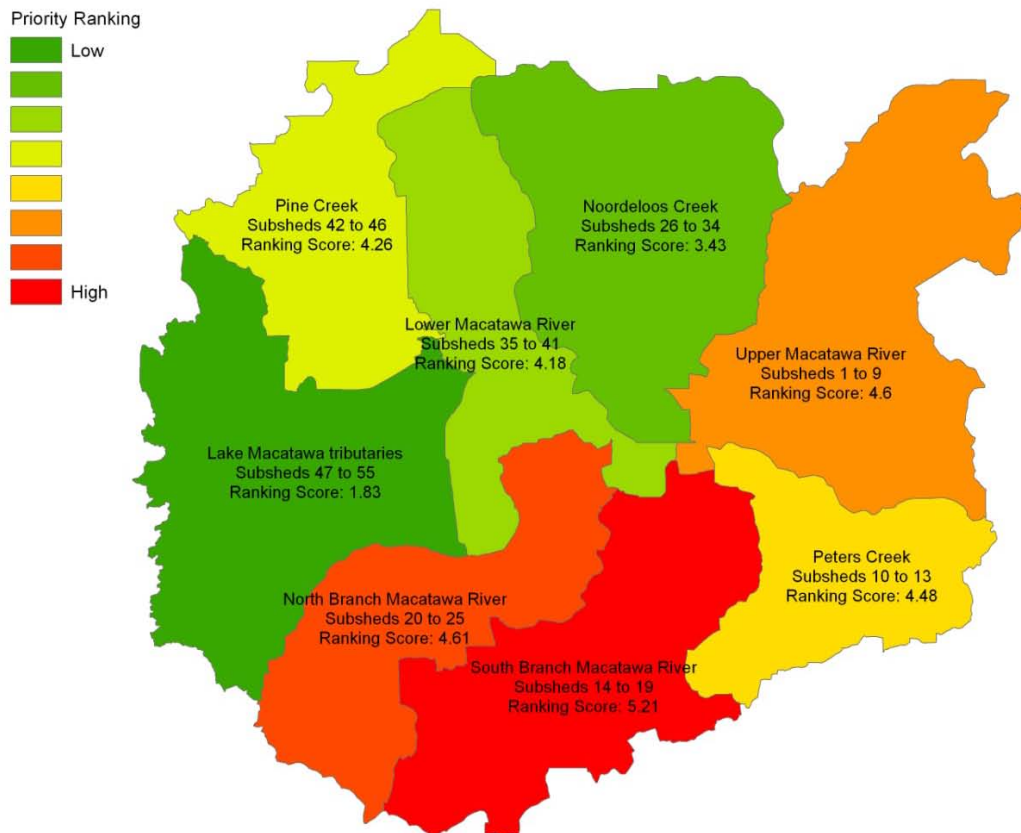 Priority Ranking
Low
High
Pine Creek
Subsheds 42 to 46
Ranking Score: 4.26
Noordeloos Creek
Subsheds 26 to 34
Ranking Score: 3.43
Lower Macatawa River
Subsheds 35 to 41
Ranking Score: 4.18
Upper Macatawa River
Subsheds 1 to 9
Ranking Score: 4.6
Lake Macatawa tributaries
Subsheds 47 to 55
Ranking Score: 1.83
Peters Creek
Subsheds 10 to 13
Ranking Score: 4.48
North Branch Macatawa River
Subsheds 20 to 25
Ranking Score: 4.61
South Branch Macatawa River
Subsheds 14 to 19
Ranking Score: 5.21